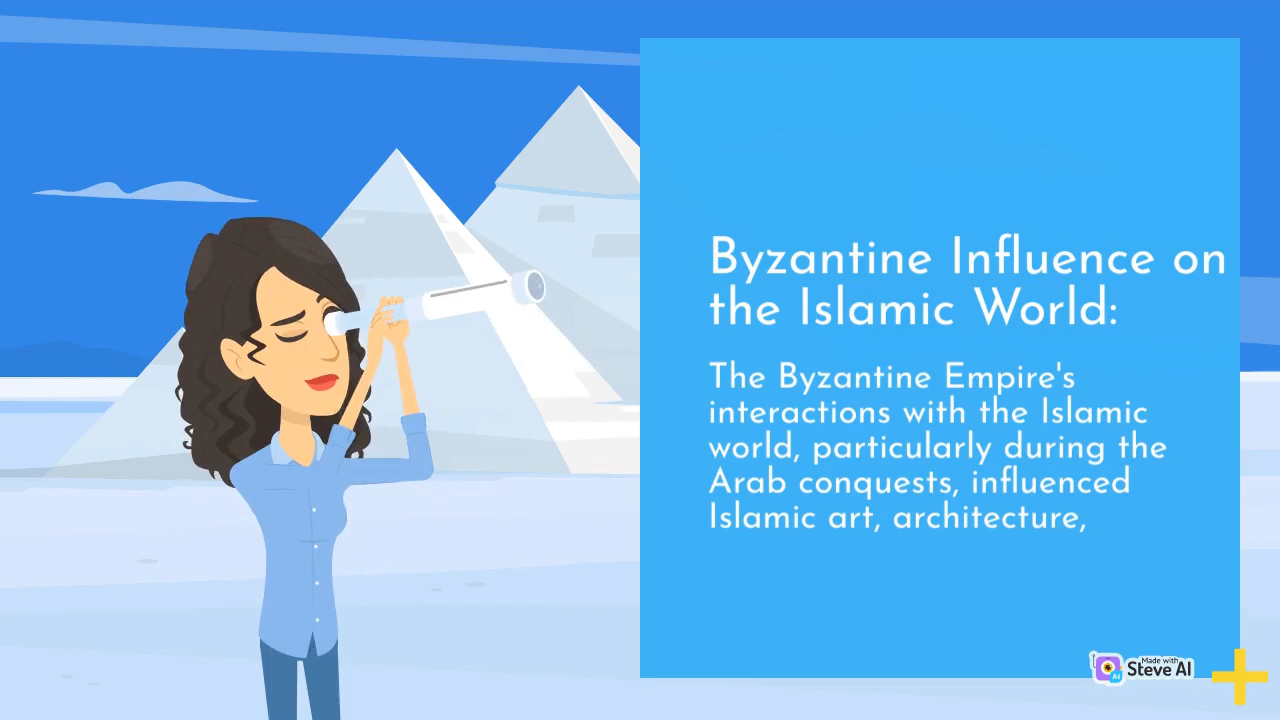 Byzantine Influence on
the Islamic World:
The Byzantine Empire's
interactions with the Islamic
world, particularly during the
Arab conquests, influenced
Islamic art, architecture,
Made with
Steve AI
AI